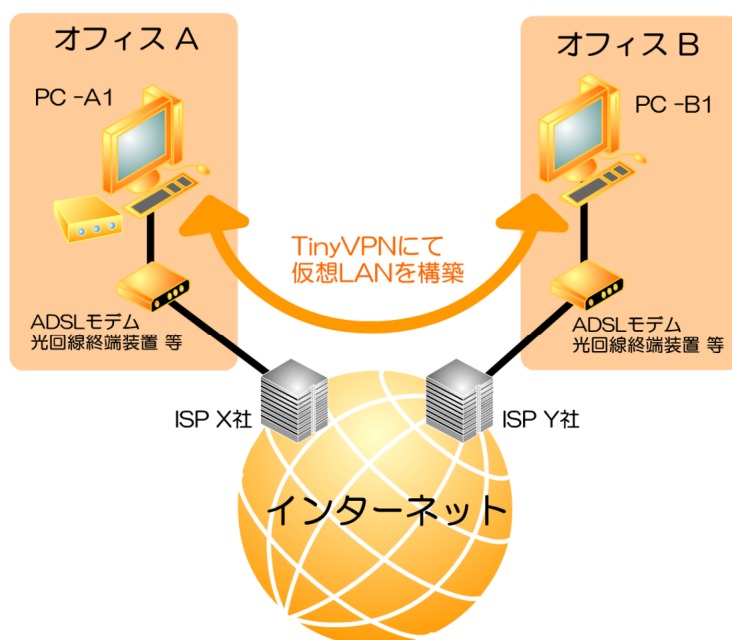 オフィス A
オフィス B
PC -A1
PC -B1
TinyVPNにて
仮想LANを構築
ADSLモデム
光回線終端装置 等
ADSLモデム
光回線終端装置 等
ISP X社
ISP Y社
インターネット